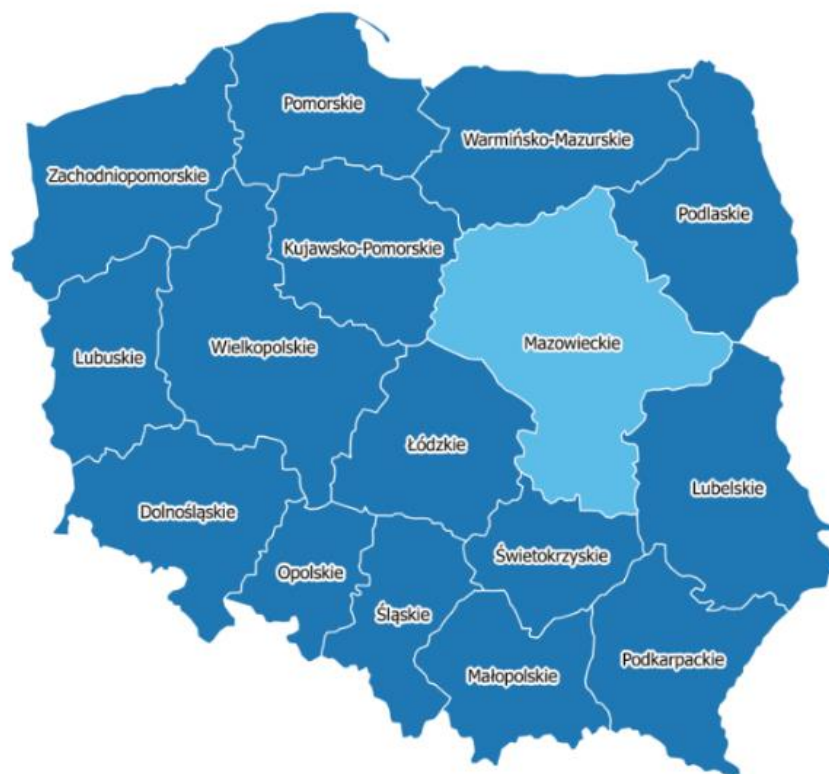 Pomorskie
Warmińsko-Mazurskie
Zachodniopomorskie
Podlaskie
Kujawsko-Pomorskie
Mazowieckie
Wielkopolskie
Lubuskie
Łódzkie
Lubelskie
Dolnośląskie
Świetokrzyskie
Opolskie
Śląskie
Podkarpackie
Małopolskie